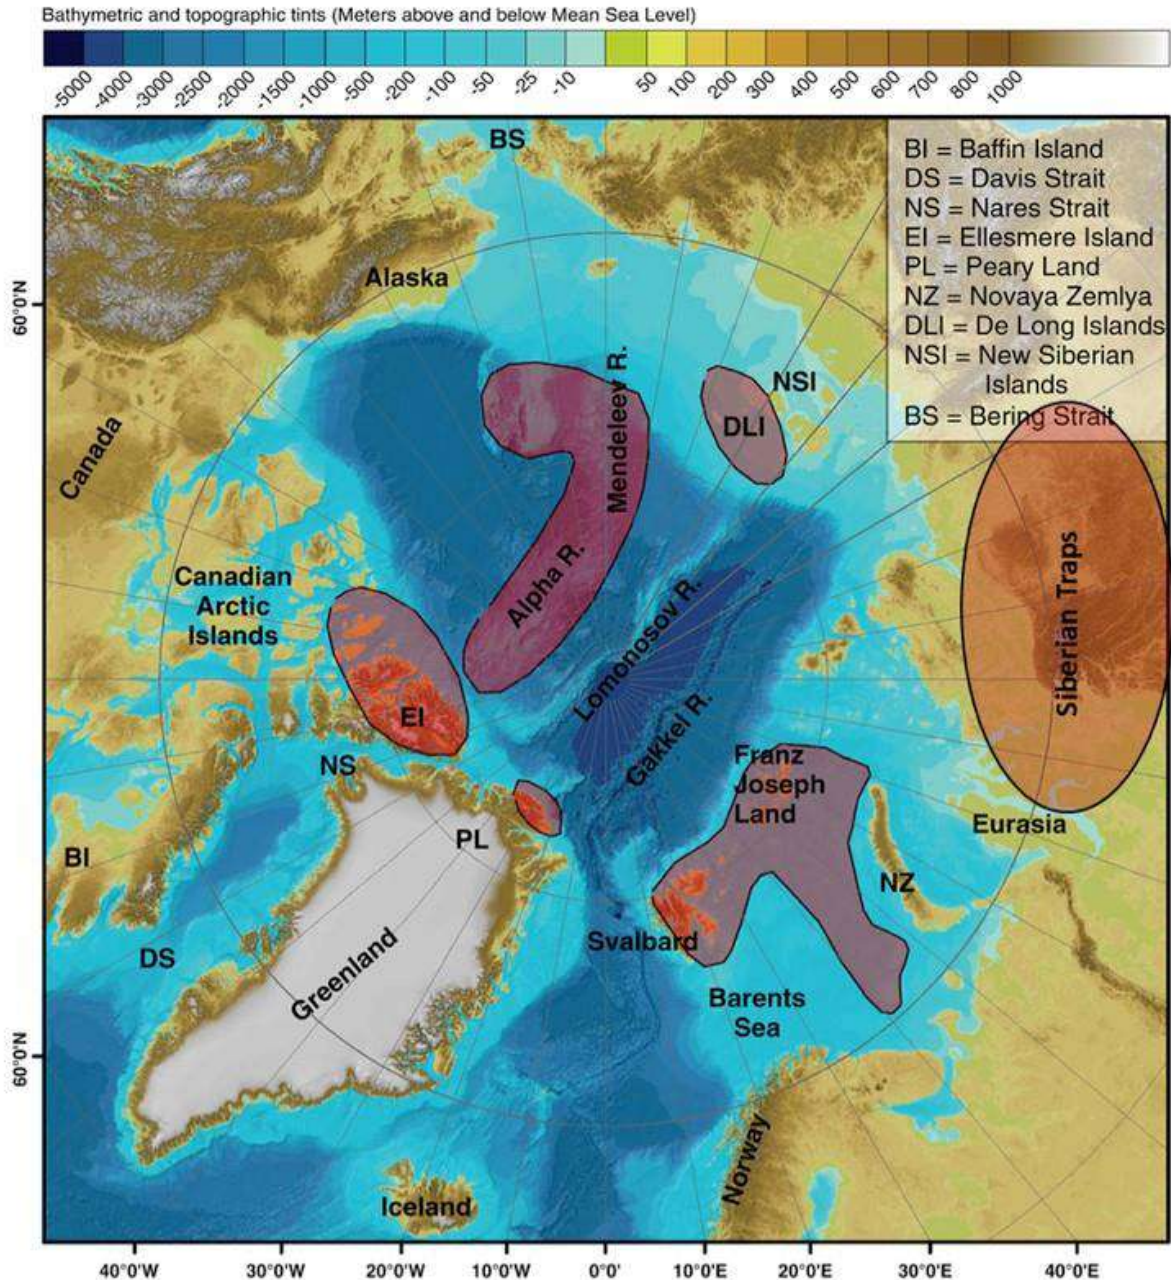 Bathymetric and topographic tints (Meters above and below Mean Sea Level)
-5000 -4000 -3000 -2500 -2000 -1500 -1000 -500 -200 -100 -50 -25 -10 50 100 200 300 400 500 600 700 800 1000
BS
BI = Baffin Island
DS = Davis Strait
NS = Nares Strait
EI = Ellesmere Island
PL = Peary Land
NZ = Novaya Zemlya
DLI = De Long Islands
NSI = New Siberian
Islands
BS = Bering Strait
Alaska
60°0'N
Canada
Mendeleev R.
NSI
DLI
Canadian
Arctic
Islands
Alpha R.
Lomonosov R.
Siberian Traps
EI
Gakkel R.
NS
Franz
Joseph
Land
PL
Eurasia
BI
NZ
Svalbard
DS
Greenland
Barents
Sea
60°0'N
Norway
Iceland
40°0'W 30°0'W 20°0'W 10°0'W 0°0' 10°0'E 20°0'E 30°0'E 40°0'E